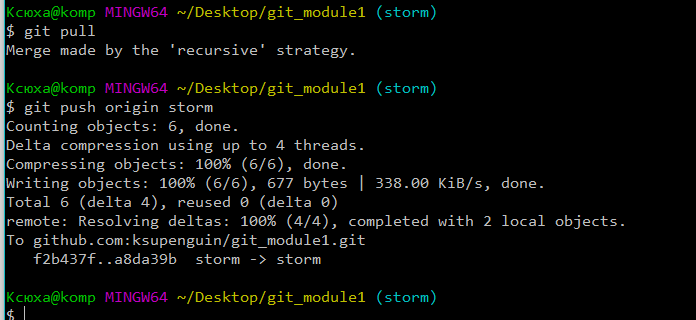 Ксюха@komp MINGW64 ~/Desktop/git_module1 (storm)
$ git pull
Merge made by the 'recursive' strategy.
Ксюха@komp MINGW64 ~/Desktop/git_module1 (storm)
$ git push origin storm
Counting objects: 6, done.
Delta compression using up to 4 threads.
Compressing objects: 100% (6/6), done.
Writing objects: 100% (6/6), 677 bytes | 338.00 KiB/s, done.
Total 6 (delta 4), reused 0 (delta 0)
remote: Resolving deltas: 100% (4/4), completed with 2 local objects.
To github.com:ksupenguin/git_module1.git
   f2b437f..a8da39b  storm -> storm
Ксюха@komp MINGW64 ~/Desktop/git_module1 (storm)
$